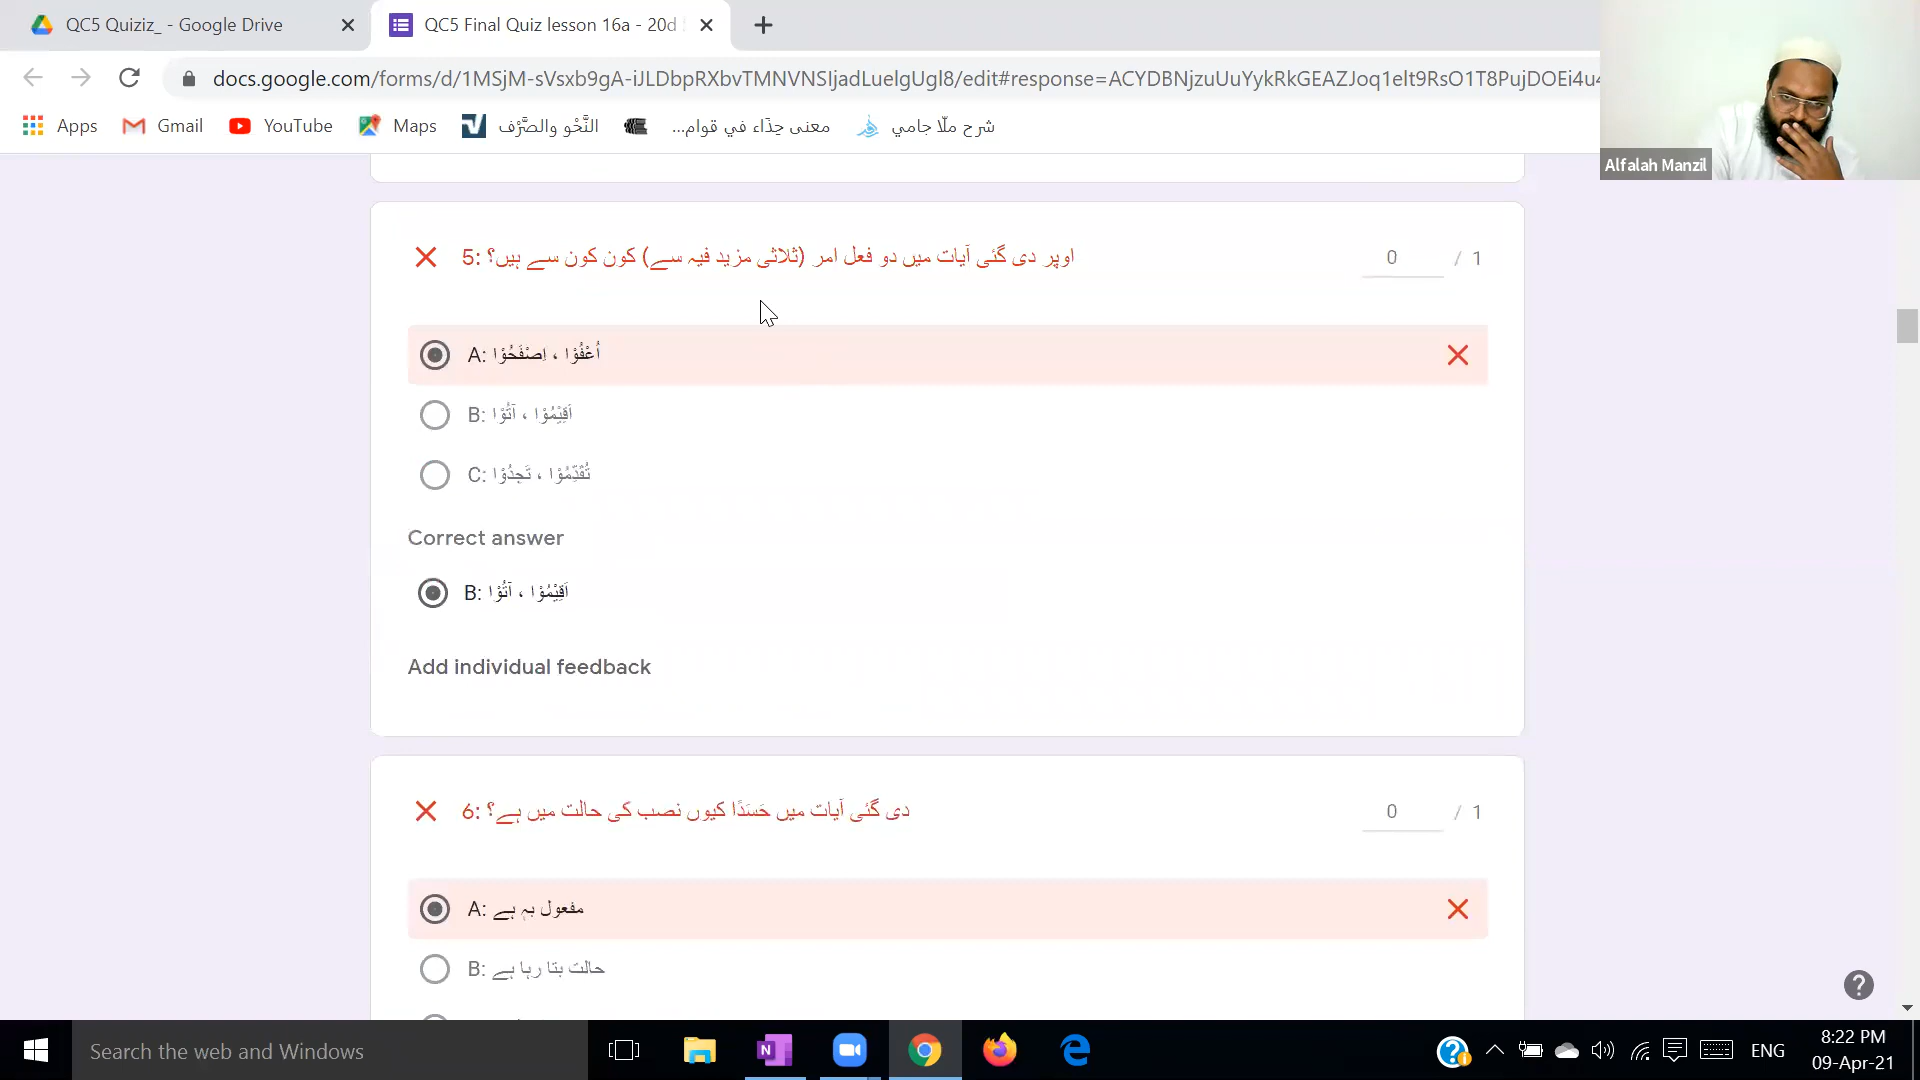 QC5 Quiziz_ - Google Drive
QC5 Final Quiz lesson 16a - 20d
docs.google.com/forms/d/1MSjM-sVsxb9gA-iJLDbpRXbvTMNVNSIjadLuelgUgl8/edit#response=ACYDBNjzuUuYykRkGEAZJoq1elt9RsO1T8PujDOEi4u4
Apps
Gmail
YouTube
Maps
النَّحْو والصَّرْف
معنى حِذَاء في قوام...
شرح ملّا جامي
Alfalah Manzil
5: اوپر دی گئی آیات میں دو فعل امر (ثلاثی مزید فیہ سے) کون کون سے ہیں؟
0 / 1
A: اُعْفُوْا ، اِصْفَحُوْا
B: اَقِيْمُوْا ، آتُوْا
C: تُقَدِّمُوْا ، تَجِدُوْا
Correct answer
B: اَقِيْمُوْا ، آتُوْا
Add individual feedback
6: دی گئی آیات میں حَسَدًا کیوں نصب کی حالت میں ہے؟
0 / 1
A: مفعول بہٖ ہے
B: حالت بتا رہا ہے
Search the web and Windows
ENG
8:22 PM
09-Apr-21